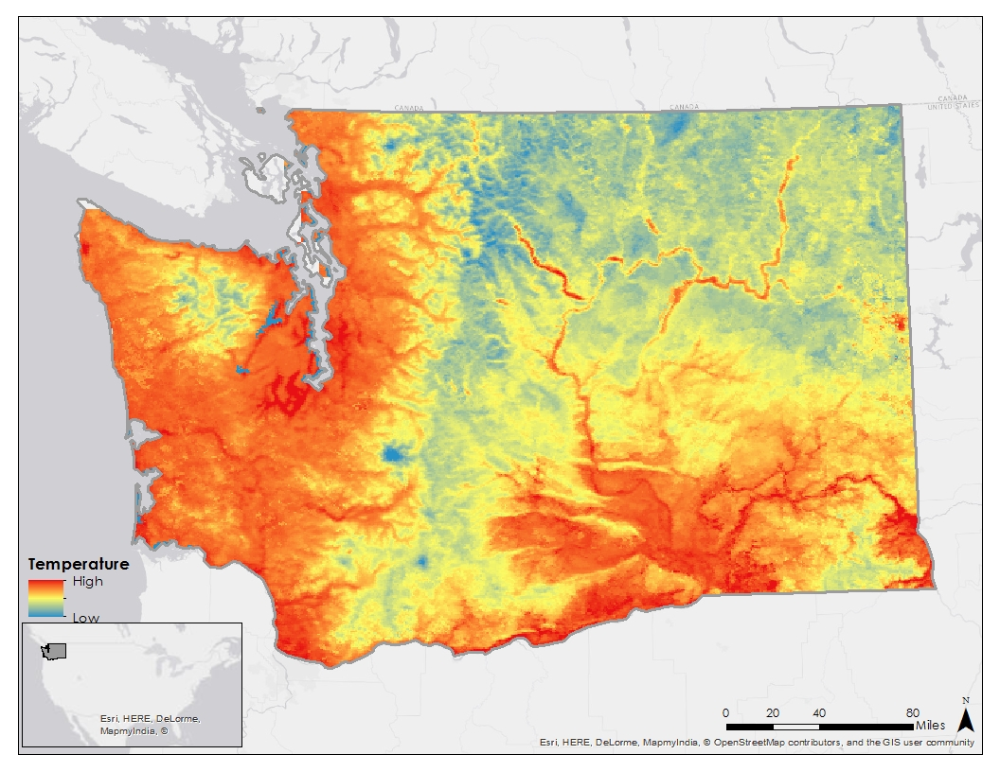 CANADA
CANADA
CANADA
UNITED STATES
Temperature
High
Low
Esri, HERE, DeLorme,
MapmyIndia, ©
N
0 20 40 80
Miles
Esri, HERE, DeLorme, MapmyIndia, © OpenStreetMap contributors, and the GIS user community